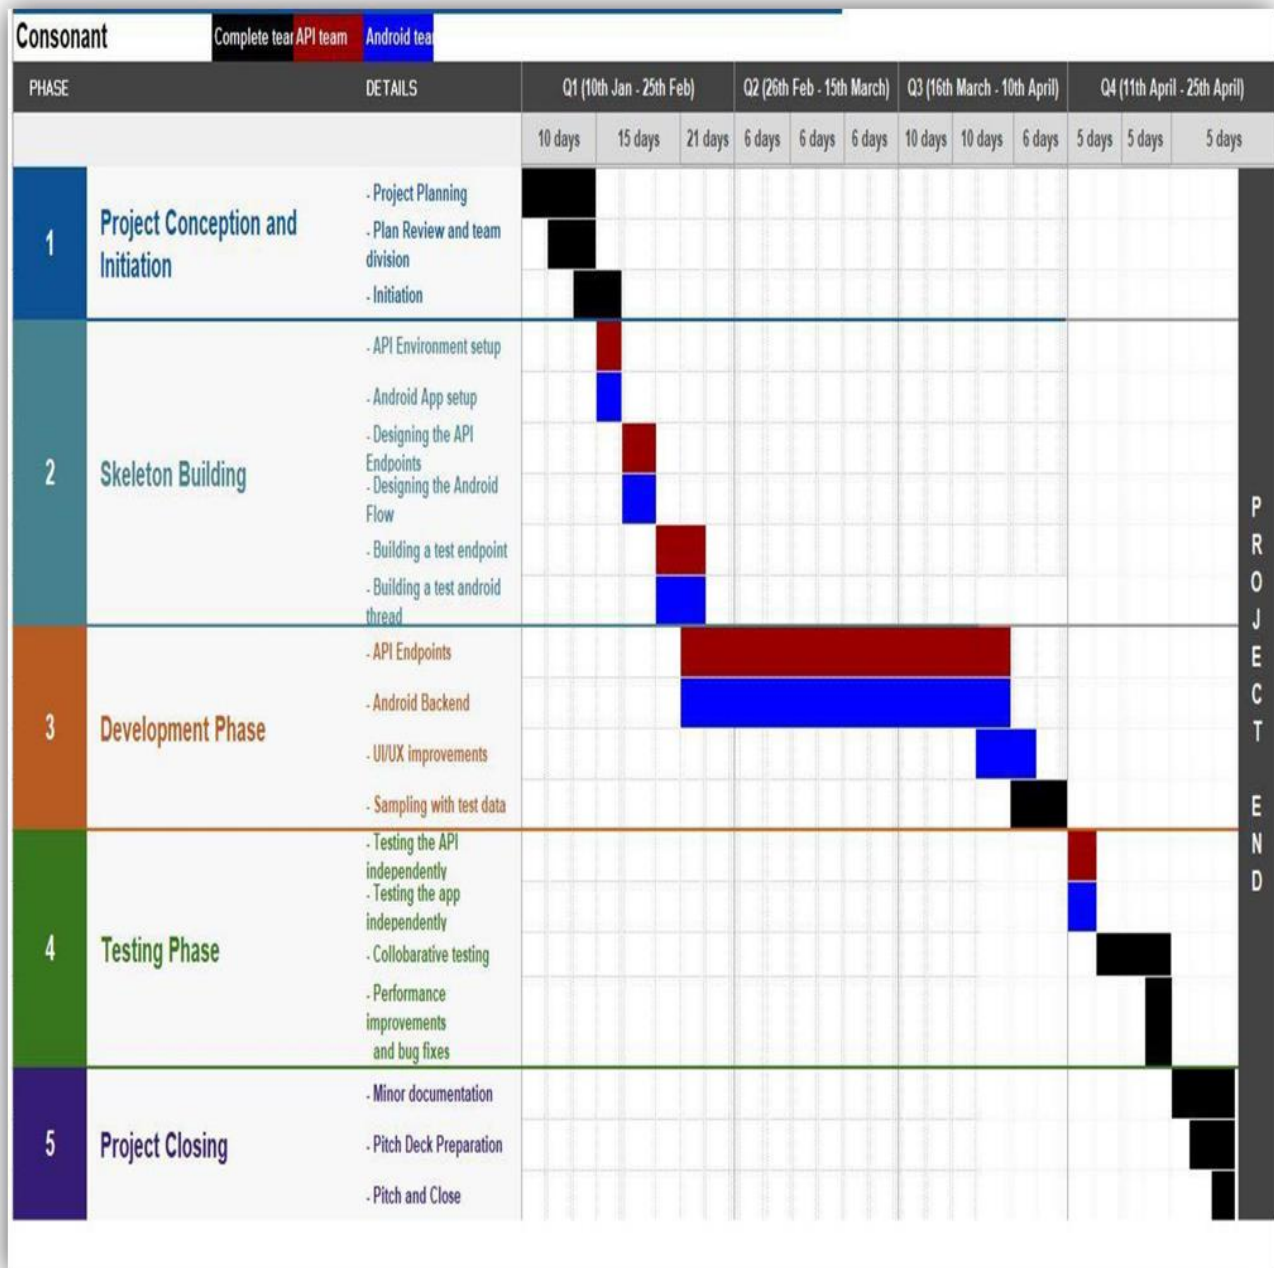 Consonant
Complete tear API team Android tea
PHASE DETAILS Q1 (10th Jan - 25th Feb) Q2 (26th Feb - 15th March) Q3 (16th March - 10th April) Q4 (11th April - 25th April)
10 days 15 days 21 days 6 days 6 days 6 days 10 days 10 days 6 days 5 days 5 days 5 days
1
Project Conception and
Initiation
- Project Planning
- Plan Review and team
division
- Initiation
2
Skeleton Building
- API Environment setup
- Android App setup
- Designing the API
Endpoints
- Designing the Android
Flow
- Building a test endpoint
- Building a test android
thread
3
Development Phase
- API Endpoints
- Android Backend
- UI/UX improvements
- Sampling with test data
4
Testing Phase
- Testing the API
independently
- Testing the app
independently
- Collobarative testing
- Performance
improvements
and bug fixes
5
Project Closing
- Minor documentation
- Pitch Deck Preparation
- Pitch and Close
PROJECT END